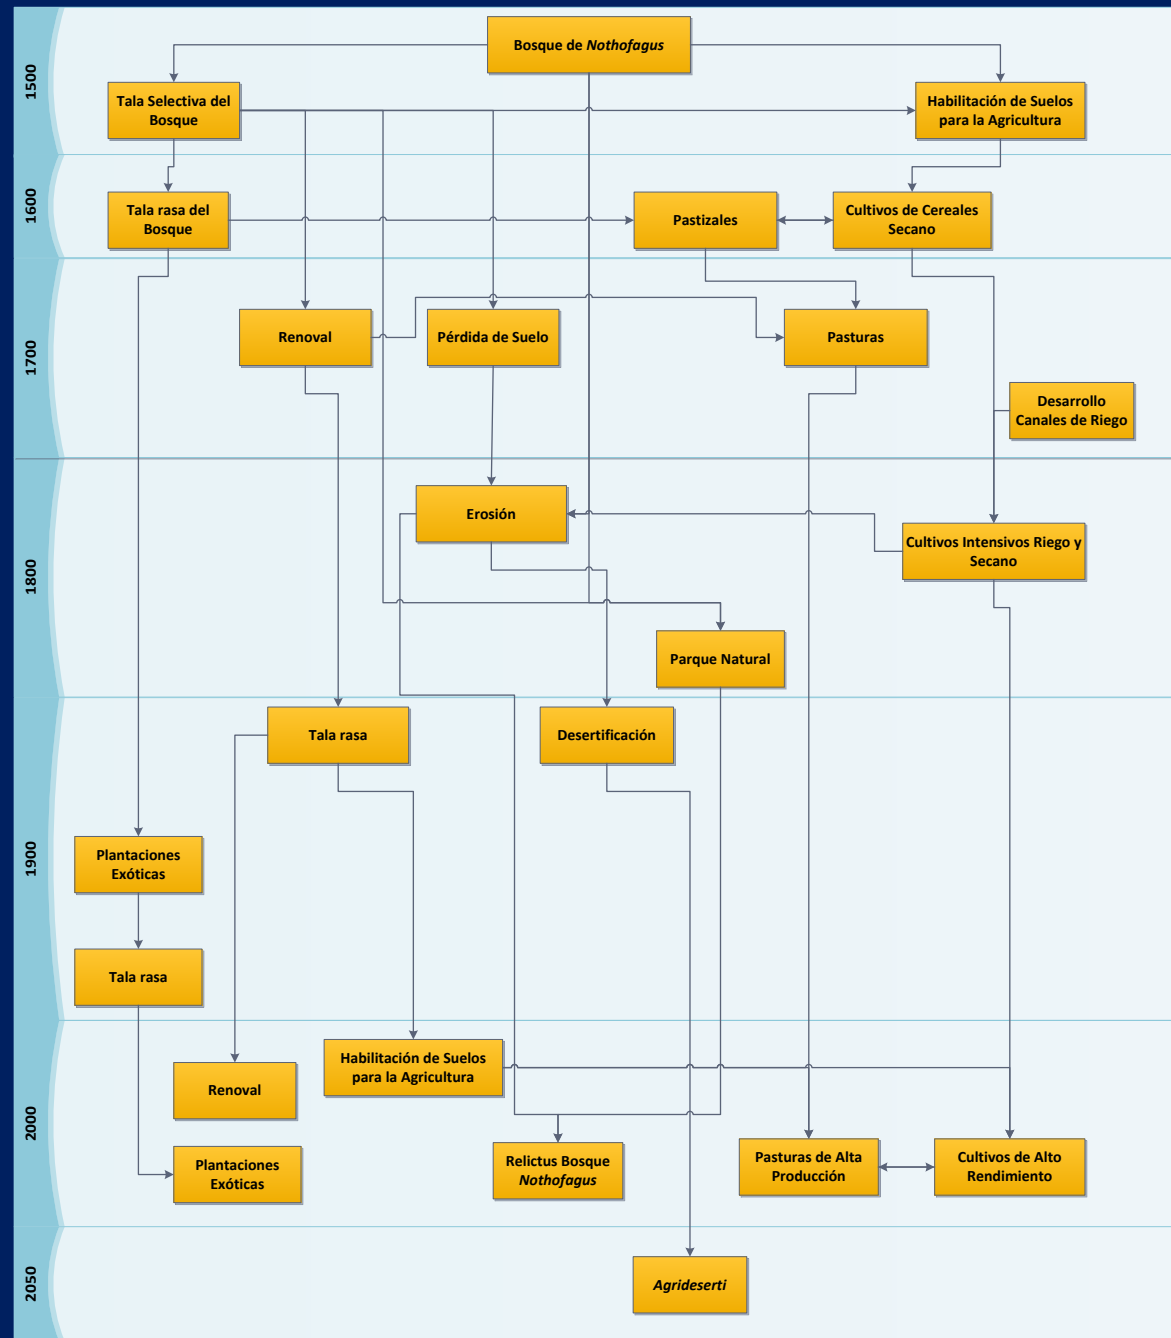 1500
Bosque de Nothofagus
Tala Selectiva del
Bosque
Habilitación de Suelos
para la Agricultura
1600
Tala rasa del
Bosque
Pastizales
Cultivos de Cereales
Secano
1700
Renoval
Pérdida de Suelo
Pasturas
Desarrollo
Canales de Riego
1800
Erosión
Cultivos Intensivos Riego y
Secano
Parque Natural
1900
Tala rasa
Desertificación
Plantaciones
Exóticas
Tala rasa
2000
Habilitación de Suelos
para la Agricultura
Renoval
Plantaciones
Exóticas
Relictus Bosque
Nothofagus
Pasturas de Alta
Producción
Cultivos de Alto
Rendimiento
2050
Agrideserti